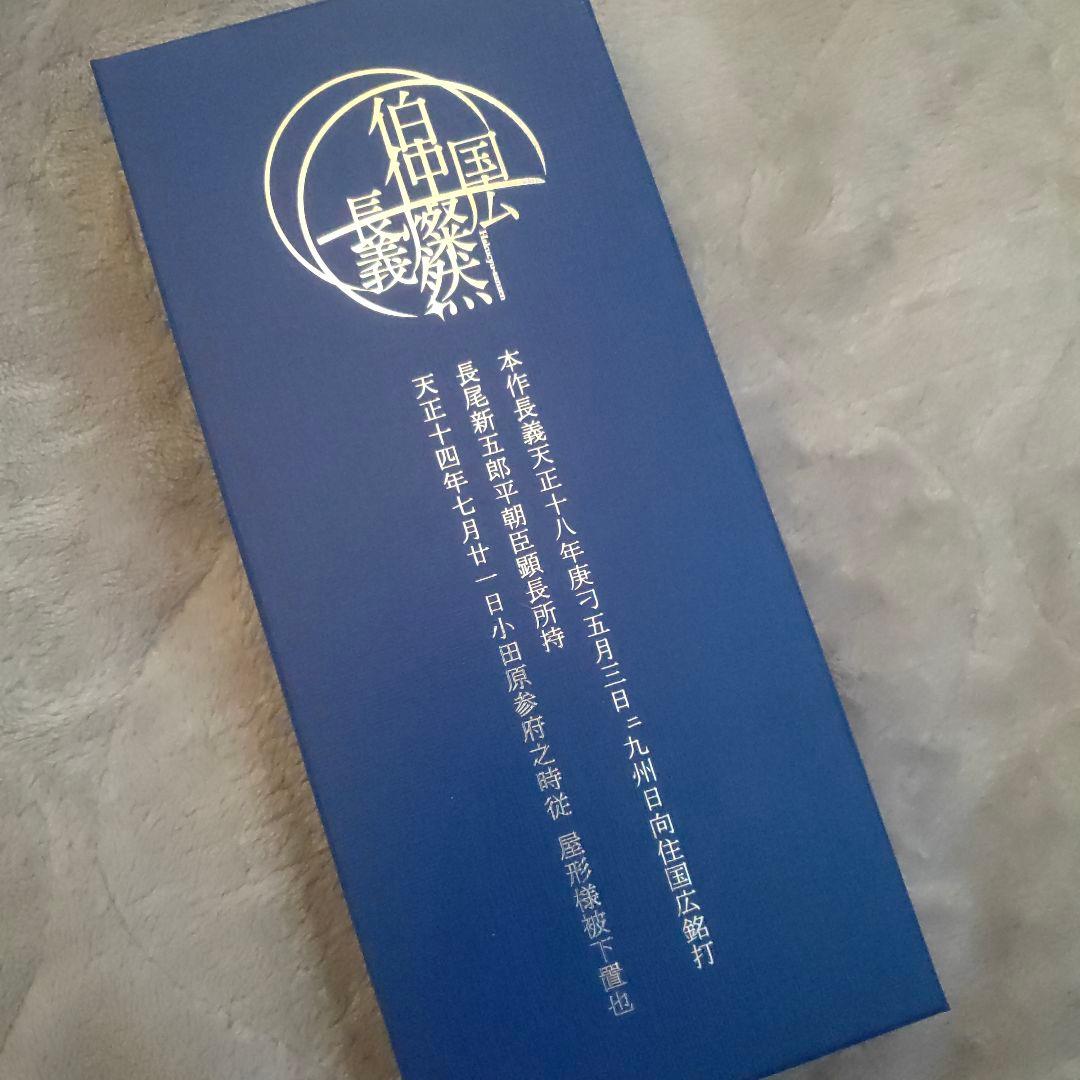 国広
伯仲燦然
長義
本作長義天正十八年庚刁五月三日ニ九州日向住国広銘打
長尾新五郎平朝臣顕長所持
天正十四年七月廿一日小田原参府之時従 屋形様被下置也